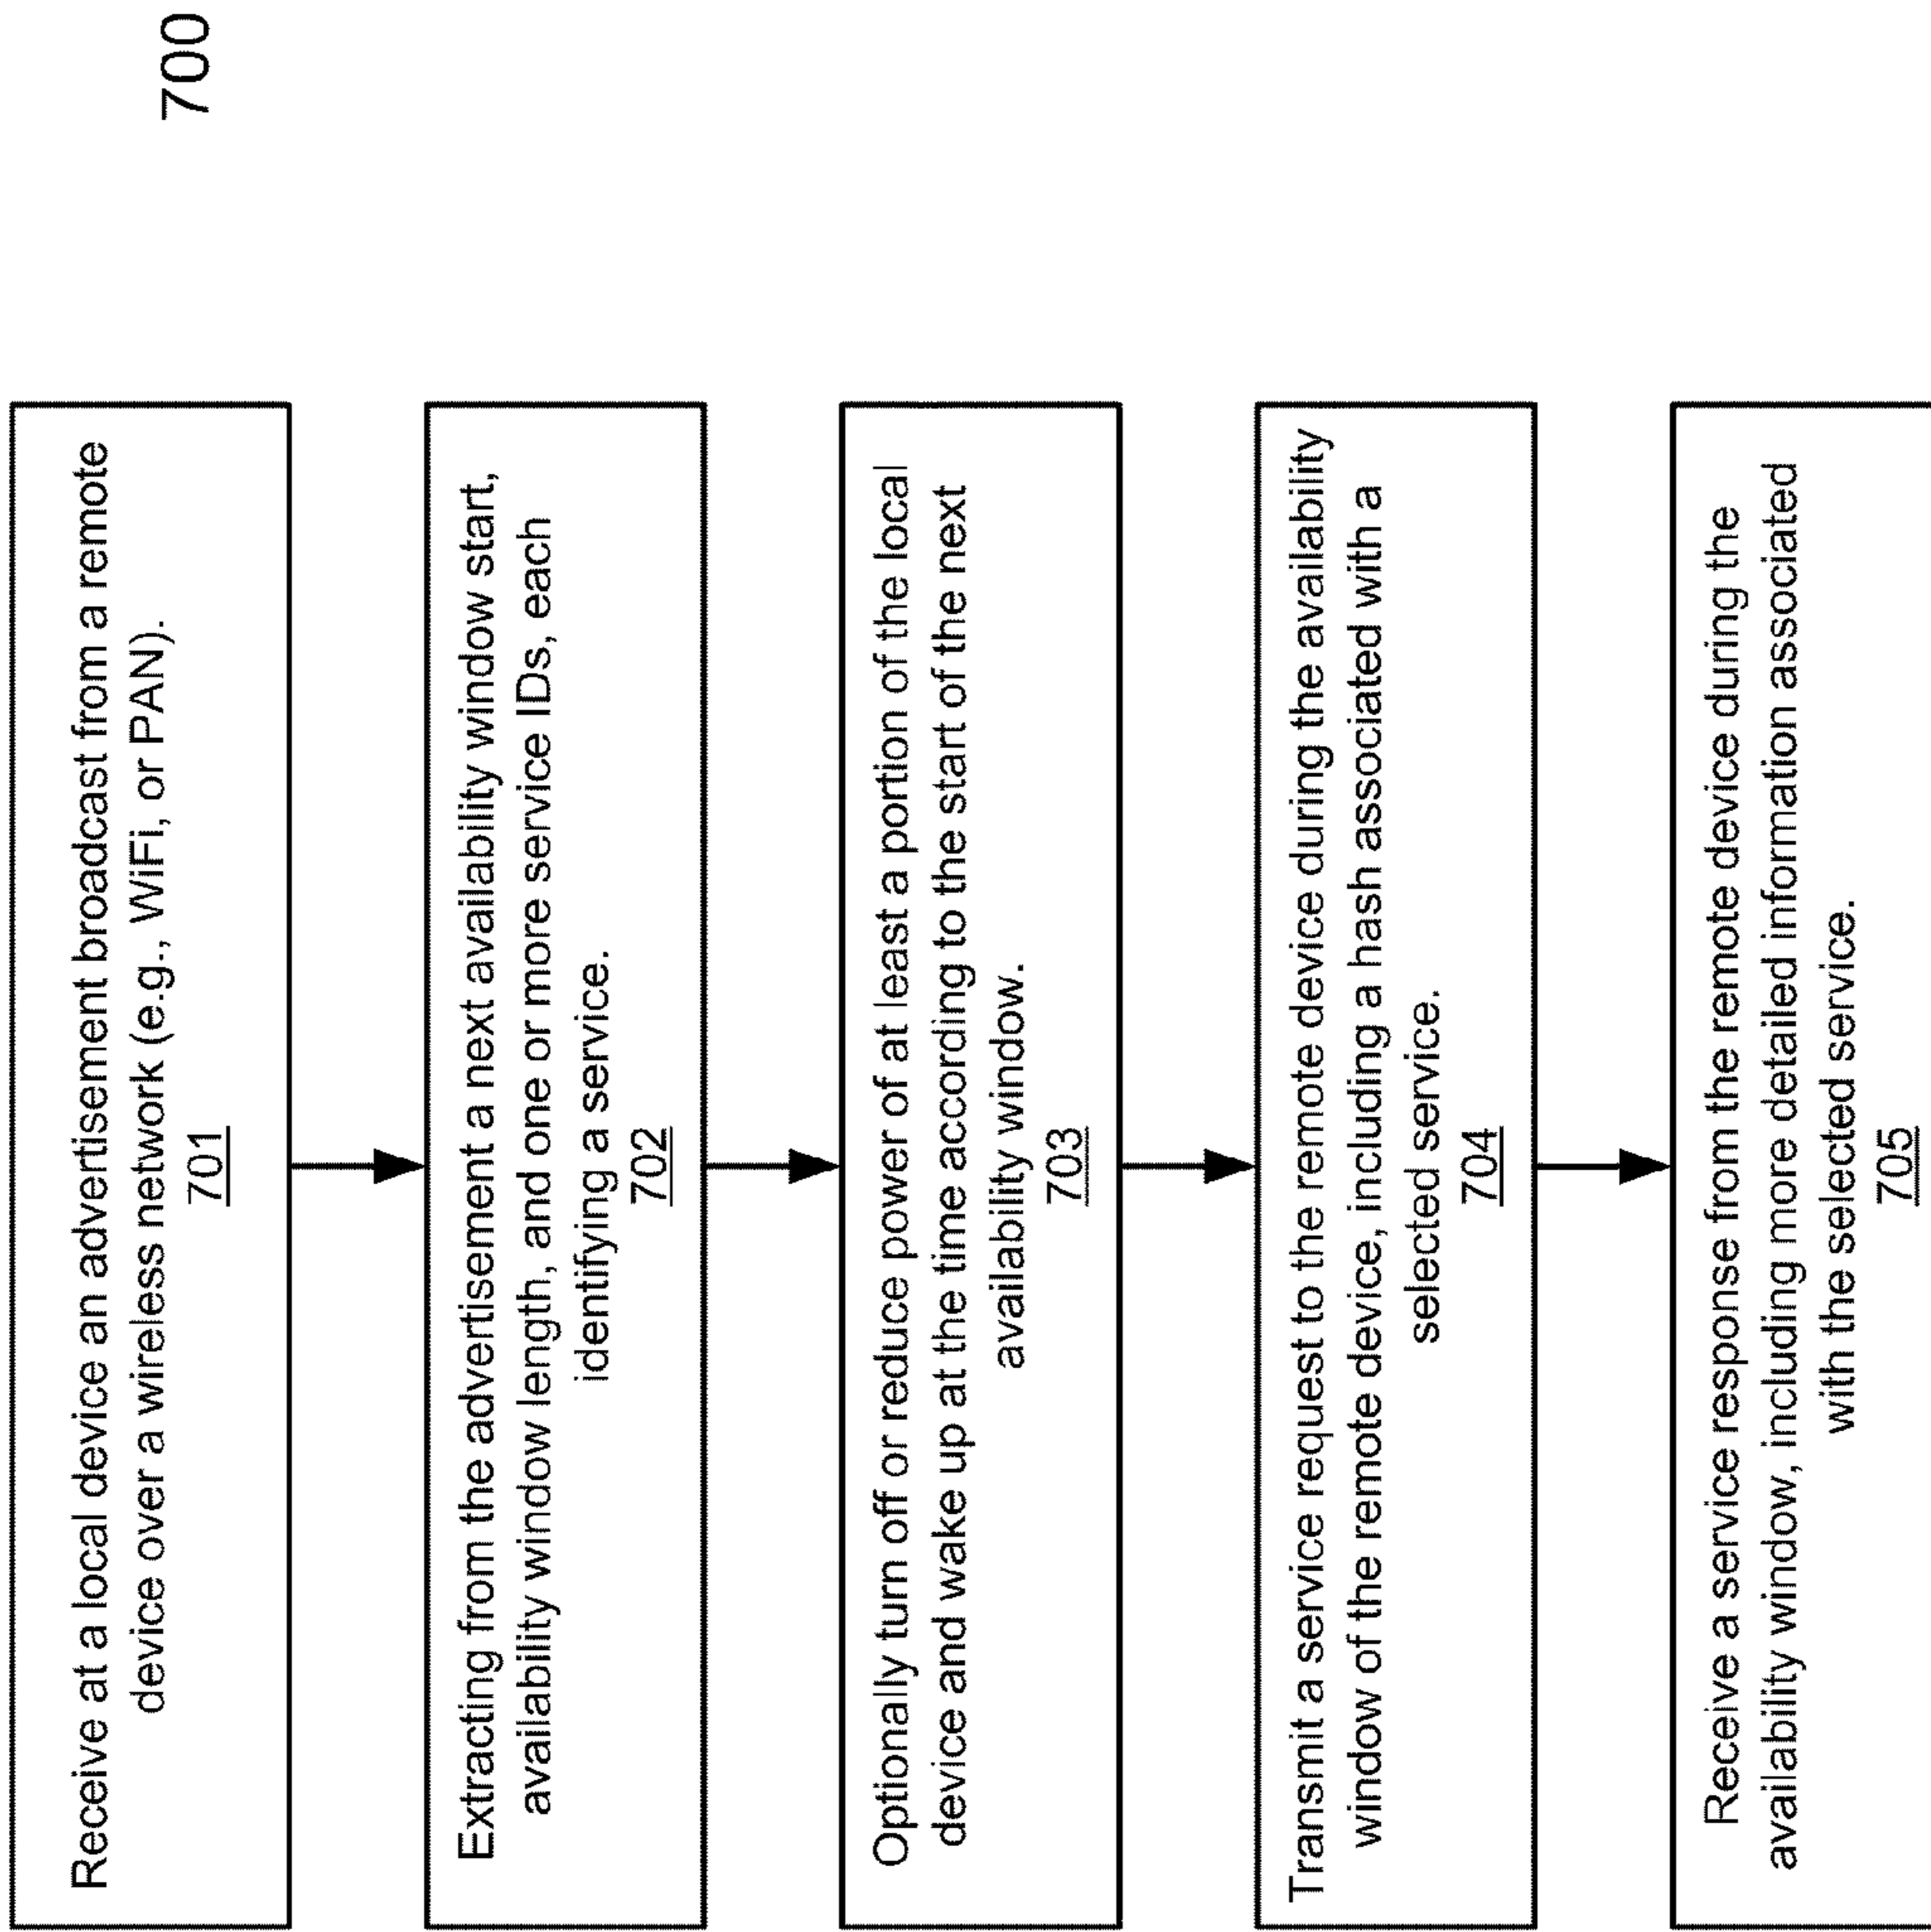 700
Receive at a local device an advertisement broadcast from a remote
device over a wireless network (e.g., WiFi, or PAN).
701
Extracting from the advertisement a next availability window start,
availability window length, and one or more service IDs, each
identifying a service.
702
Optionally turn off or reduce power of at least a portion of the local
device and wake up at the time according to the start of the next
availability window.
703
Transmit a service request to the remote device during the availability
window of the remote device, including a hash associated with a
selected service.
704
Receive a service response from the remote device during the
availability window, including more detailed information associated
with the selected service.
705